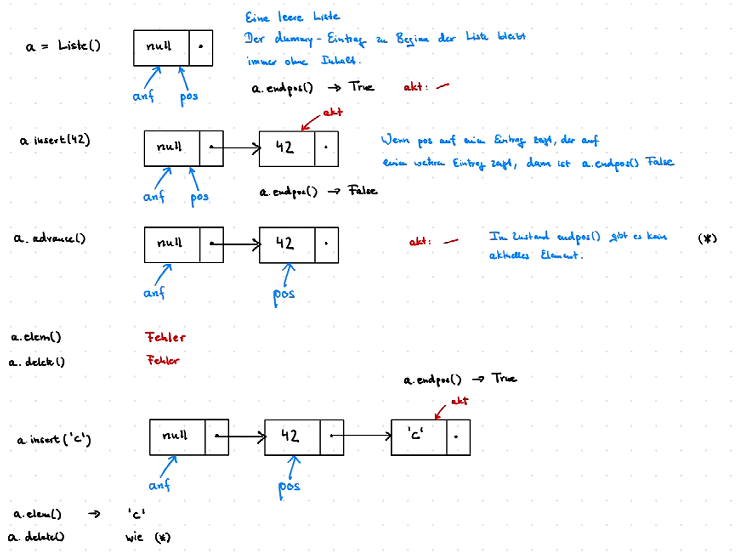 Eine leere Liste
a = Liste() null
Der dummy-Eintrag zu Beginn der Liste bleibt
immer ohne Inhalt.
anf pos
a.endpos() → True akt: —
akt
a.insert(42) null 42
Wenn pos auf einen Eintrag zeigt, der auf
einen wahren Eintrag zeigt, dann ist a.endpos() False
anf pos
a.endpos() → False
a.advance() null 42
akt: —
Im Zustand endpos() gibt es kein (*)
aktuelles Element.
anf pos
a.elem() Fehler
a.delete() Fehler
a.endpos() → True
akt
a.insert('c') null 42 'c'
anf pos
a.elem() → 'c'
a.delete() wie (*)